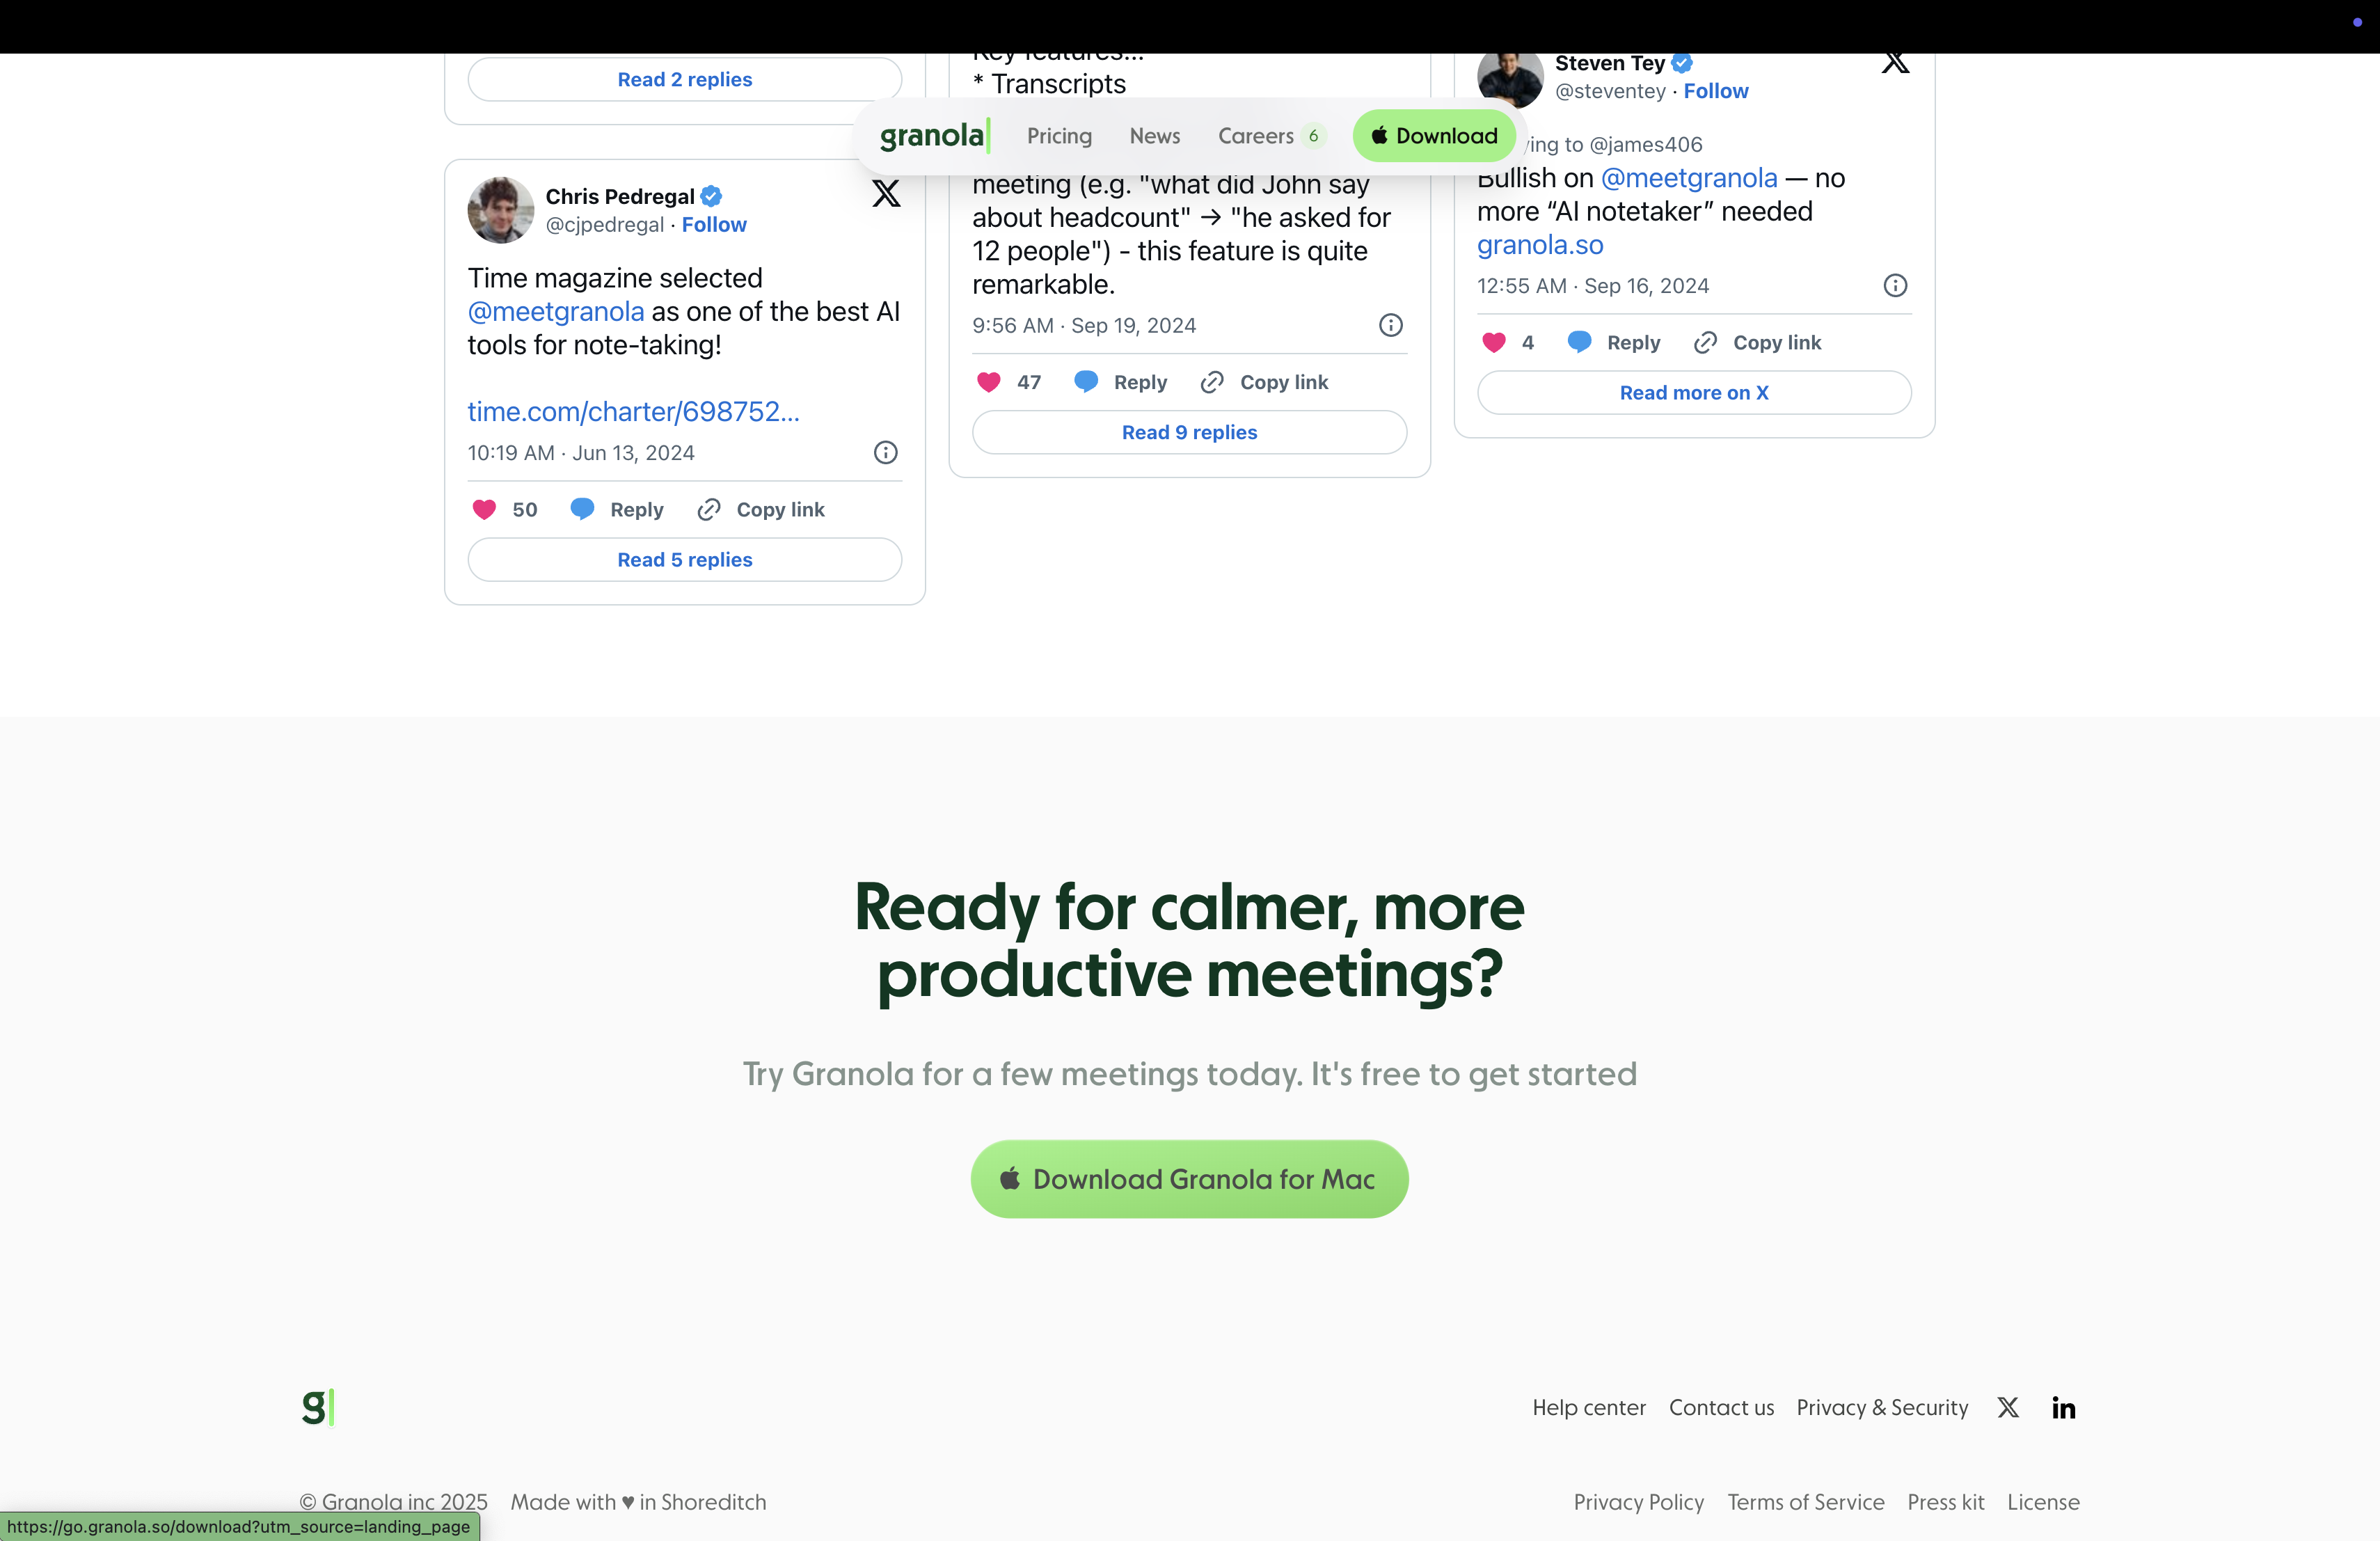 Read 2 replies
Key features...
* Transcripts
Steven Tey
@steventey · Follow
granola
Pricing
News
Careers 6
Download
to @james406
Bullish on @meetgranola — no
more “AI notetaker” needed
granola.so
12:55 AM · Sep 16, 2024
4 Reply Copy link
Read more on X
Chris Pedregal
@cjpedregal · Follow
Time magazine selected
@meetgranola as one of the best AI
tools for note-taking!
time.com/charter/698752...
10:19 AM · Jun 13, 2024
50 Reply Copy link
Read 5 replies
meeting (e.g. "what did John say
about headcount" → "he asked for
12 people") - this feature is quite
remarkable.
9:56 AM · Sep 19, 2024
47 Reply Copy link
Read 9 replies
Ready for calmer, more
productive meetings?
Try Granola for a few meetings today. It's free to get started
Download Granola for Mac
g
Help center Contact us Privacy & Security X in
© Granola inc 2025 Made with ♥ in Shoreditch
Privacy Policy Terms of Service Press kit License
https://go.granola.so/download?utm_source=landing_page